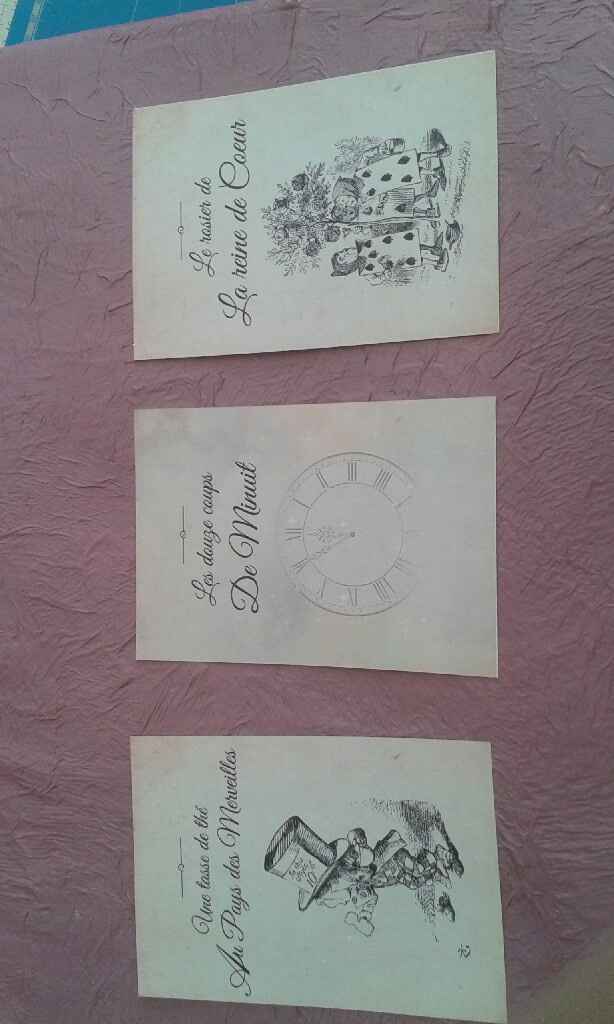 Une tasse de thé
Au Pays des Merveilles
Les douze coups
De Minuit
Le rosier de
La reine de Coeur